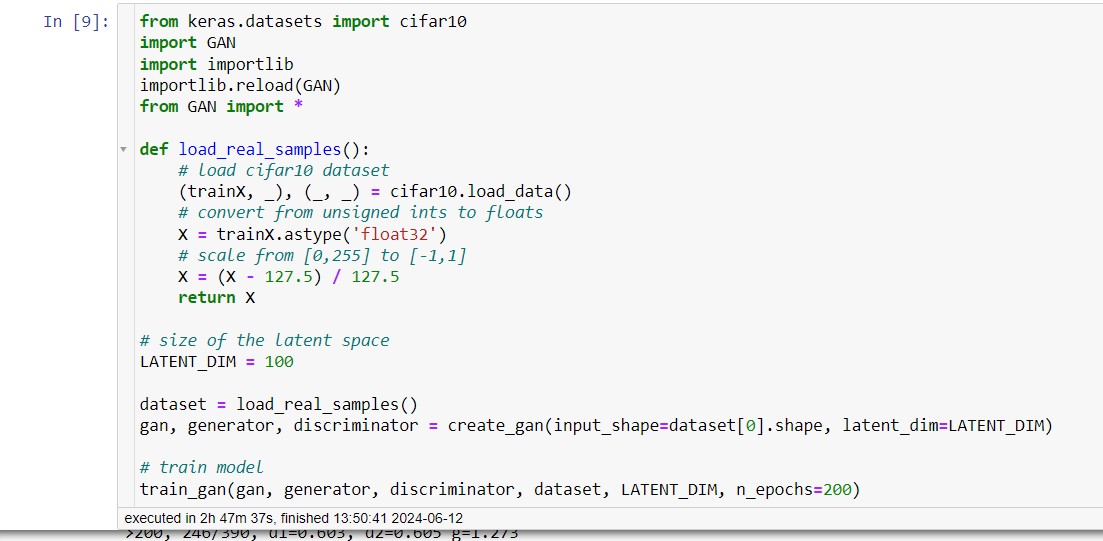 In [9]:
from keras.datasets import cifar10
import GAN
import importlib
importlib.reload(GAN)
from GAN import *
def load_real_samples():
# load cifar10 dataset
(trainX, _), (_, _) = cifar10.load_data()
# convert from unsigned ints to floats
X = trainX.astype('float32')
# scale from [0,255] to [-1,1]
X = (X - 127.5) / 127.5
return X
# size of the latent space
LATENT_DIM = 100
dataset = load_real_samples()
gan, generator, discriminator = create_gan(input_shape=dataset[0].shape, latent_dim=LATENT_DIM)
# train model
train_gan(gan, generator, discriminator, dataset, LATENT_DIM, n_epochs=200)
executed in 2h 47m 37s, finished 13:50:41 2024-06-12
>200, 246/390, d1=0.603, d2=0.605 g=1.273